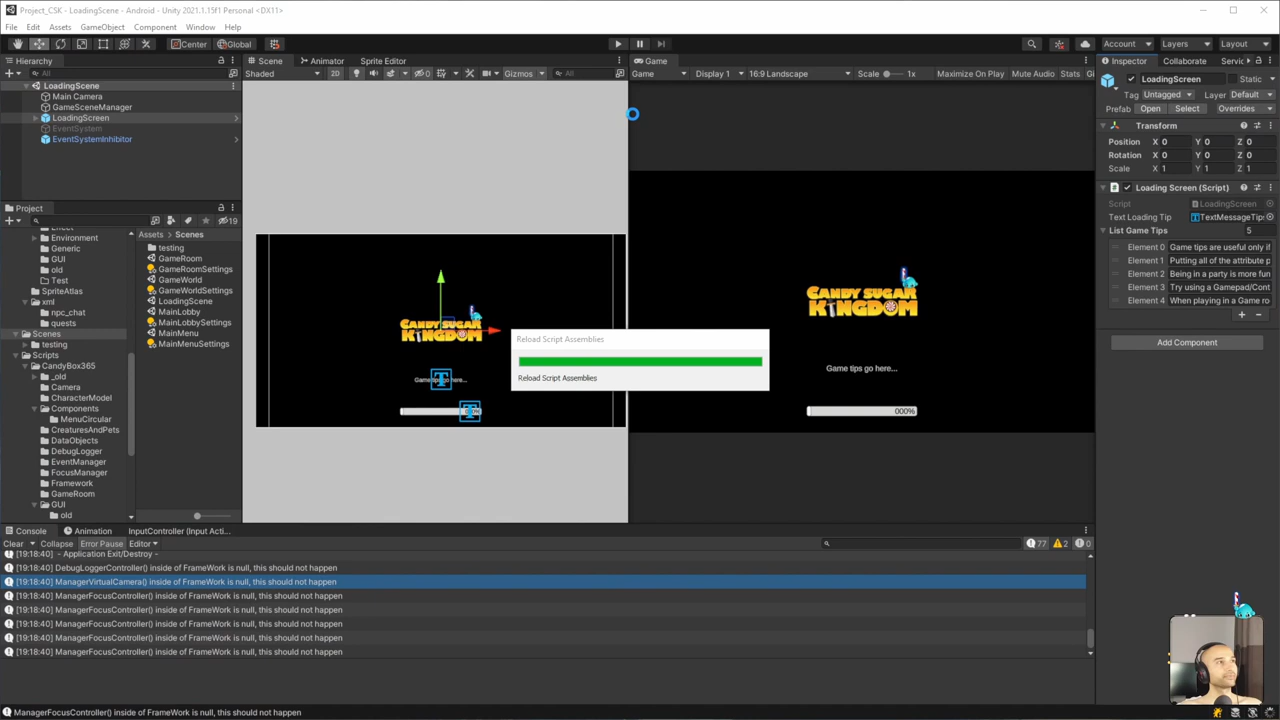 Project_CSK - LoadingScene - Android - Unity 2021.1.15f1 Personal <DX11>
File Edit Assets GameObject Component Window Help
Center Global Account Layers Layout
Hierarchy
All
LoadingScene
Main Camera
GameSceneManager
LoadingScreen
EventSystem
EventSystemInhibitor
Project
19
Environment
Generic
GUI
old
Test
SpriteAtlas
xml
npc_chat
quests
Scenes
testing
Scripts
CandyBox365
_old
Camera
CharacterModel
Components
MenuCircular
CreaturesAndPets
DataObjects
DebugLogger
EventManager
FocusManager
Framework
GameRoom
GUI
old
Assets Scenes
testing
GameRoom
GameRoomSettings
GameWorld
GameWorldSettings
LoadingScene
MainLobby
MainLobbySettings
MainMenu
MainMenuSettings
Scene Animator Sprite Editor
Shaded 2D 0 Gizmos All
CANDY SUGAR
KINGDOM
Game tips go here...
Reload Script Assemblies
Reload Script Assemblies
Game
Game Display 1 16:9 Landscape Scale 1x Maximize On Play Mute Audio Stats
CANDY SUGAR
KINGDOM
Game tips go here...
000%
Inspector Collaborate
LoadingScreen Static
Tag Untagged Layer Default
Prefab Open Select Overrides
Transform
Position X 0 Y 0 Z 0
Rotation X 0 Y 0 Z 0
Scale X 1 Y 1 Z 1
Loading Screen (Script)
Script LoadingScreen
Text Loading Tip TextMessageTip
List Game Tips 5
Element 0 Game tips are useful only if
Element 1 Putting all of the attribute p
Element 2 Being in a party is more fun
Element 3 Try using a Gamepad/Cont
Element 4 When playing in a Game ro
Add Component
Console Animation InputController (Input Acti...
Clear Collapse Error Pause Editor 77 2 0
[19:18:40] - Application Exit/Destroy -
[19:18:40] DebugLoggerController() inside of FrameWork is null, this should not happen
[19:18:40] ManagerVirtualCamera() inside of FrameWork is null, this should not happen
[19:18:40] ManagerFocusController() inside of FrameWork is null, this should not happen
[19:18:40] ManagerFocusController() inside of FrameWork is null, this should not happen
[19:18:40] ManagerFocusController() inside of FrameWork is null, this should not happen
[19:18:40] ManagerFocusController() inside of FrameWork is null, this should not happen
[19:18:40] ManagerFocusController() inside of FrameWork is null, this should not happen
ManagerFocusController() inside of FrameWork is null, this should not happen